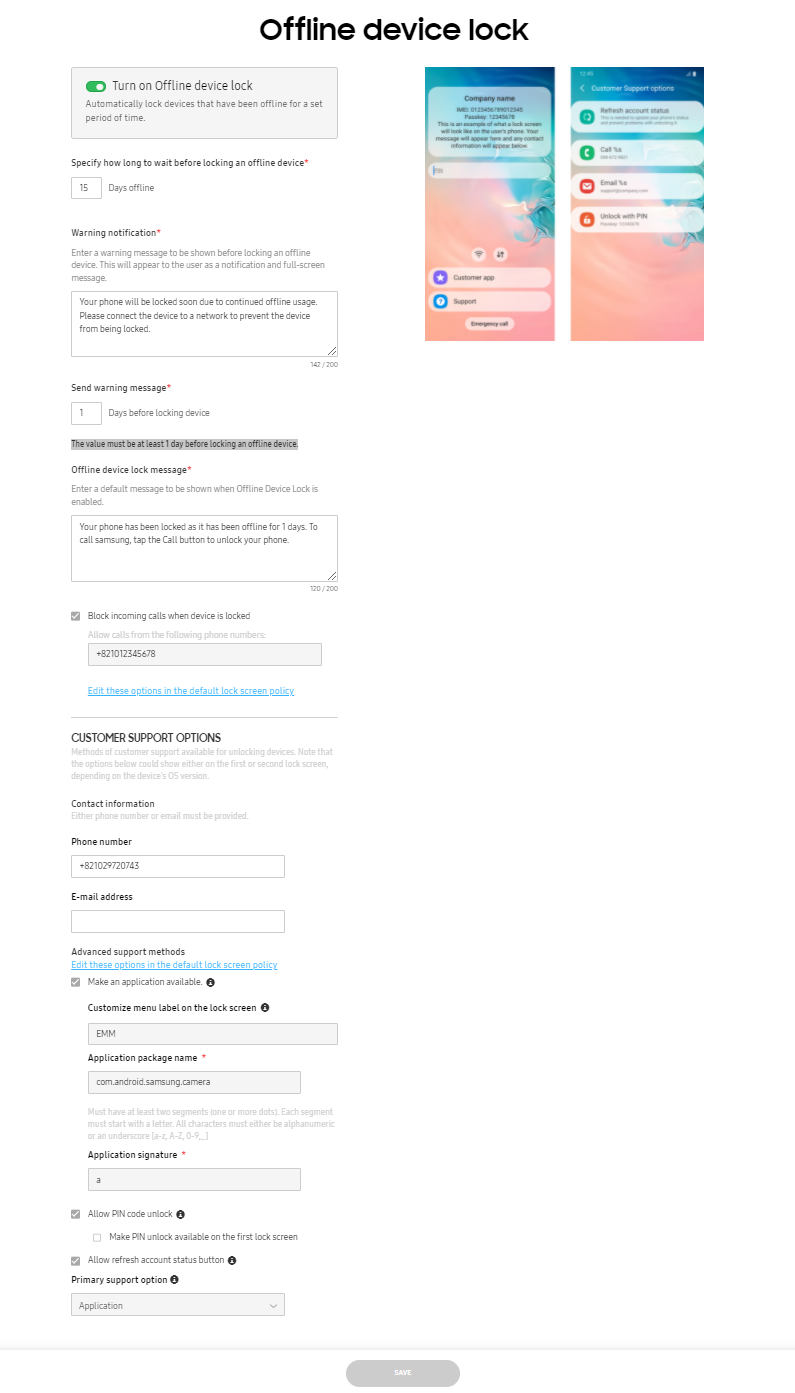 Offline device lock
Turn on Offline device lock
Automatically lock devices that have been offline for a set
period of time.
Specify how long to wait before locking an offline device*
15 Days offline
Warning notification*
Enter a warning message to be shown before locking an offline
device. This will appear to the user as a notification and full-screen
message.
Your phone will be locked soon due to continued offline usage.
Please connect the device to a network to prevent the device
from being locked.
142 / 200
Send warning message*
1 Days before locking device
The value must be at least 1 day before locking an offline device.
Offline device lock message*
Enter a default message to be shown when Offline Device Lock is
enabled.
Your phone has been locked as it has been offline for 1 days. To
call samsung, tap the Call button to unlock your phone.
120 / 200
Block incoming calls when device is locked
Allow calls from the following phone numbers:
+821012345678
Edit these options in the default lock screen policy
CUSTOMER SUPPORT OPTIONS
Methods of customer support available for unlocking devices. Note that
the options below could show either on the first or second lock screen,
depending on the device's OS version.
Contact information
Either phone number or email must be provided.
Phone number
+821029720743
E-mail address
Advanced support methods
Edit these options in the default lock screen policy
Make an application available.
Customize menu label on the lock screen
EMM
Application package name *
com.android.samsung.camera
Must have at least two segments (one or more dots). Each segment
must start with a letter. All characters must either be alphanumeric
or an underscore [a-z, A-Z, 0-9,_]
Application signature *
a
Allow PIN code unlock
Make PIN unlock available on the first lock screen
Allow refresh account status button
Primary support option
Application
SAVE
Company name
IMEI: 0123456789012345
Passkey: 12345678
This is an example of what a lock screen
will look like on the user's phone. Your
message will appear here and any contact
information will appear below.
PIN
Customer app
Support
Emergency call
12:45
Customer Support options
Refresh account status
This is needed to update your phone's status
and prevent problems with unlocking it
Call %s
Email %s
support@company.com
Unlock with PIN
Passkey: 12345678